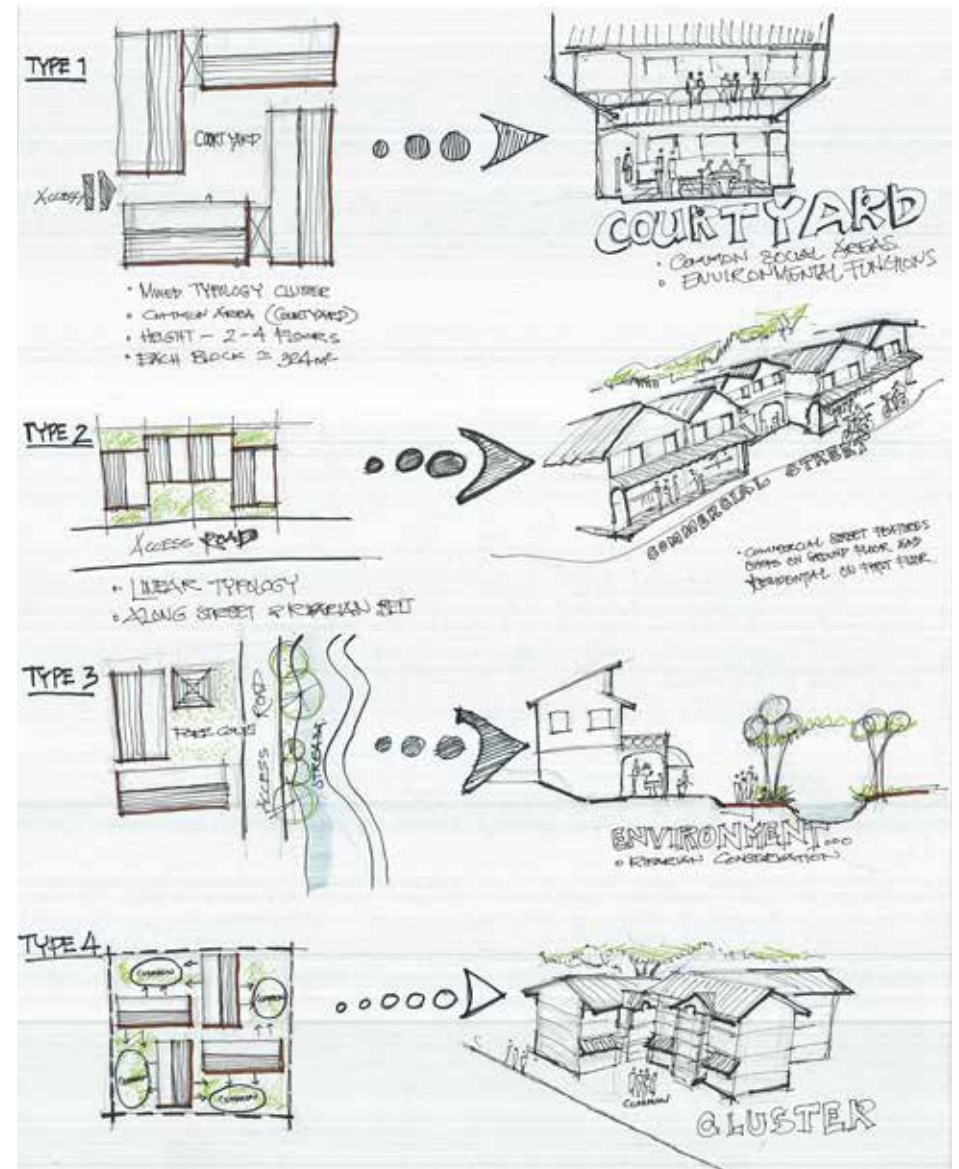 TYPE 1
COURTYARD
ACCESS
• MIXED TYPOLOGY CLUSTER
• COMMON AREA (COURTYARD)
• HEIGHT - 2-4 FLOORS
• EACH BLOCK
COURTYARD
• COMMON SOCIAL AREAS
• ENVIRONMENTAL FUNCTIONS
TYPE 2
ACCESS ROAD
• LINEAR TYPOLOGY
• ALONG STREET & RIPARIAN BELT
COMMERCIAL STREET
• COMMERCIAL STREET FEATURES
SHOPS ON GROUND FLOOR AND
RESIDENTIAL ON FIRST FLOOR.
TYPE 3
COURT
ACCESS ROAD
STREAM
ENVIRONMENT...
• RIPARIAN CONSERVATION
TYPE 4
COMMON
COMMON
COMMON
COMMON
COMMON
CLUSTER